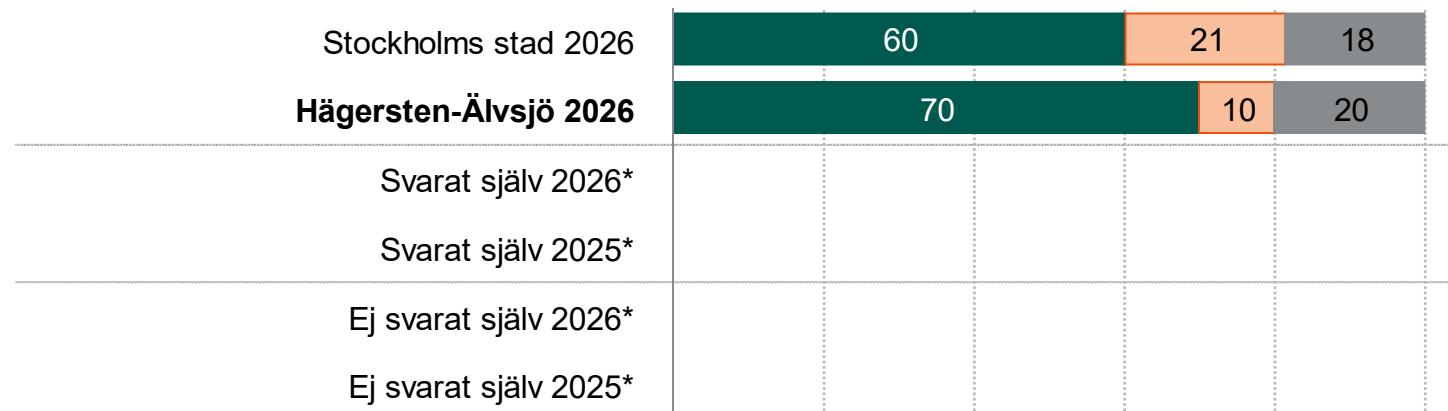 Stockholms stad 2026 60 21 18
Hägersten-Älvsjö 2026 70 10 20
Svarat själv 2026*
Svarat själv 2025*
Ej svarat själv 2026*
Ej svarat själv 2025*